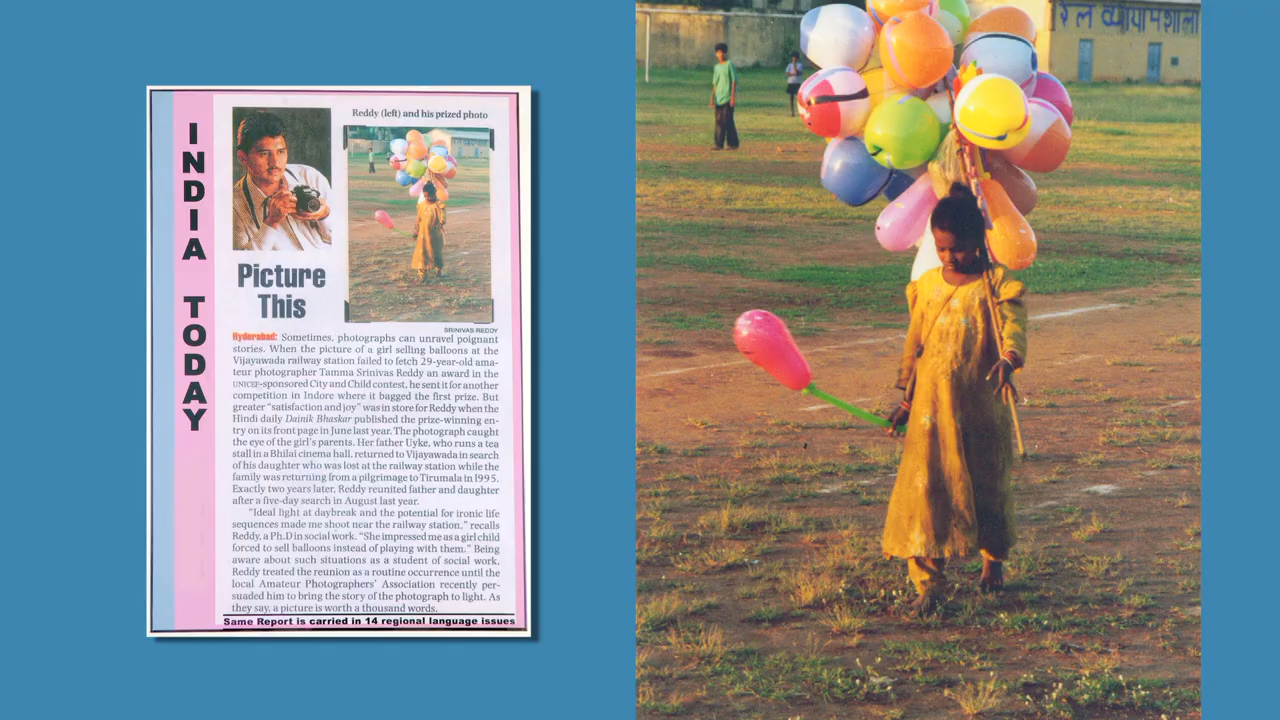 INDIA TODAY
Reddy (left) and his prized photo
Picture
This
SRINIVAS REDDY
Hyderabad: Sometimes, photographs can unravel poignant
stories. When the picture of a girl selling balloons at the
Vijayawada railway station failed to fetch 29-year-old ama-
teur photographer Tamma Srinivas Reddy an award in the
UNICEF-sponsored City and Child contest, he sent it for another
competition in Indore where it bagged the first prize. But
greater “satisfaction and joy” was in store for Reddy when the
Hindi daily Dainik Bhaskar published the prize-winning en-
try on its front page in June last year. The photograph caught
the eye of the girl's parents. Her father Uyke, who runs a tea
stall in a Bhilai cinema hall, returned to Vijayawada in search
of his daughter who was lost at the railway station while the
family was returning from a pilgrimage to Tirumala in 1995.
Exactly two years later, Reddy reunited father and daughter
after a five-day search in August last year.
“Ideal light at daybreak and the potential for ironic life
sequences made me shoot near the railway station,” recalls
Reddy, a Ph.D in social work. “She impressed me as a girl child
forced to sell balloons instead of playing with them.” Being
aware about such situations as a student of social work,
Reddy treated the reunion as a routine occurrence until the
local Amateur Photographers' Association recently per-
suaded him to bring the story of the photograph to light. As
they say, a picture is worth a thousand words.
Same Report is carried in 14 regional language issues
रेल व्यायामशाला